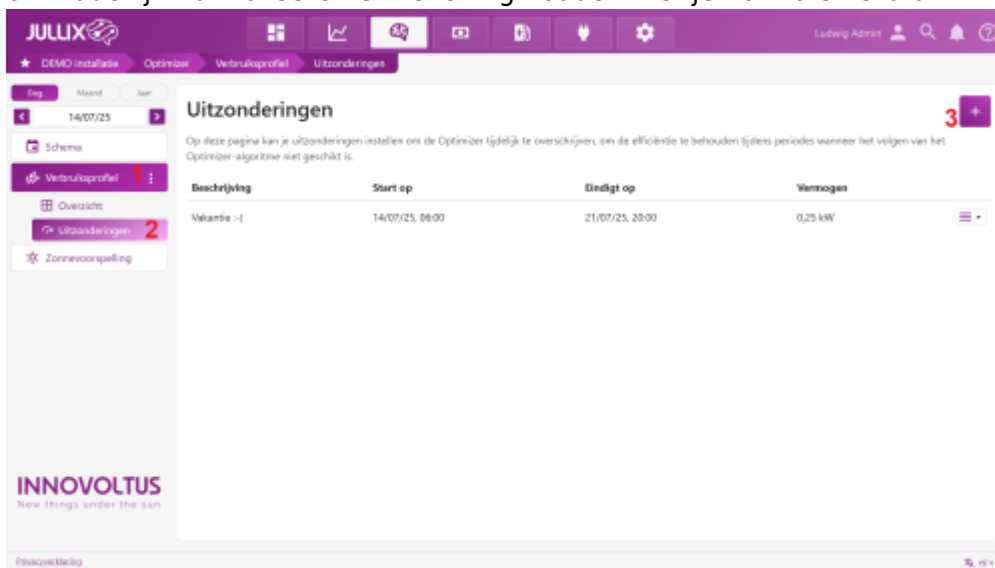 JULLIX
Ludwig Admin
DEMO installatie
Optimizer
Verbruiksprofiel
Uitzonderingen
Dag
Maand
Jaar
14/07/25
Schema
Verbruiksprofiel 1
Overzicht
Uitzonderingen 2
Zonnevoorspelling
Uitzonderingen
3 +
Op deze pagina kan je uitzonderingen instellen om de Optimizer tijdelijk te overschrijven, om de efficiëntie te behouden tijdens periodes wanneer het volgen van het
Optimizer-algoritme niet geschikt is.
Beschrijving Start op Eindigt op Vermogen
Vakantie :-) 14/07/25, 06:00 21/07/25, 20:00 0,25 kW
INNOVOLTUS
New things under the sun
Privacyverklaring
nl